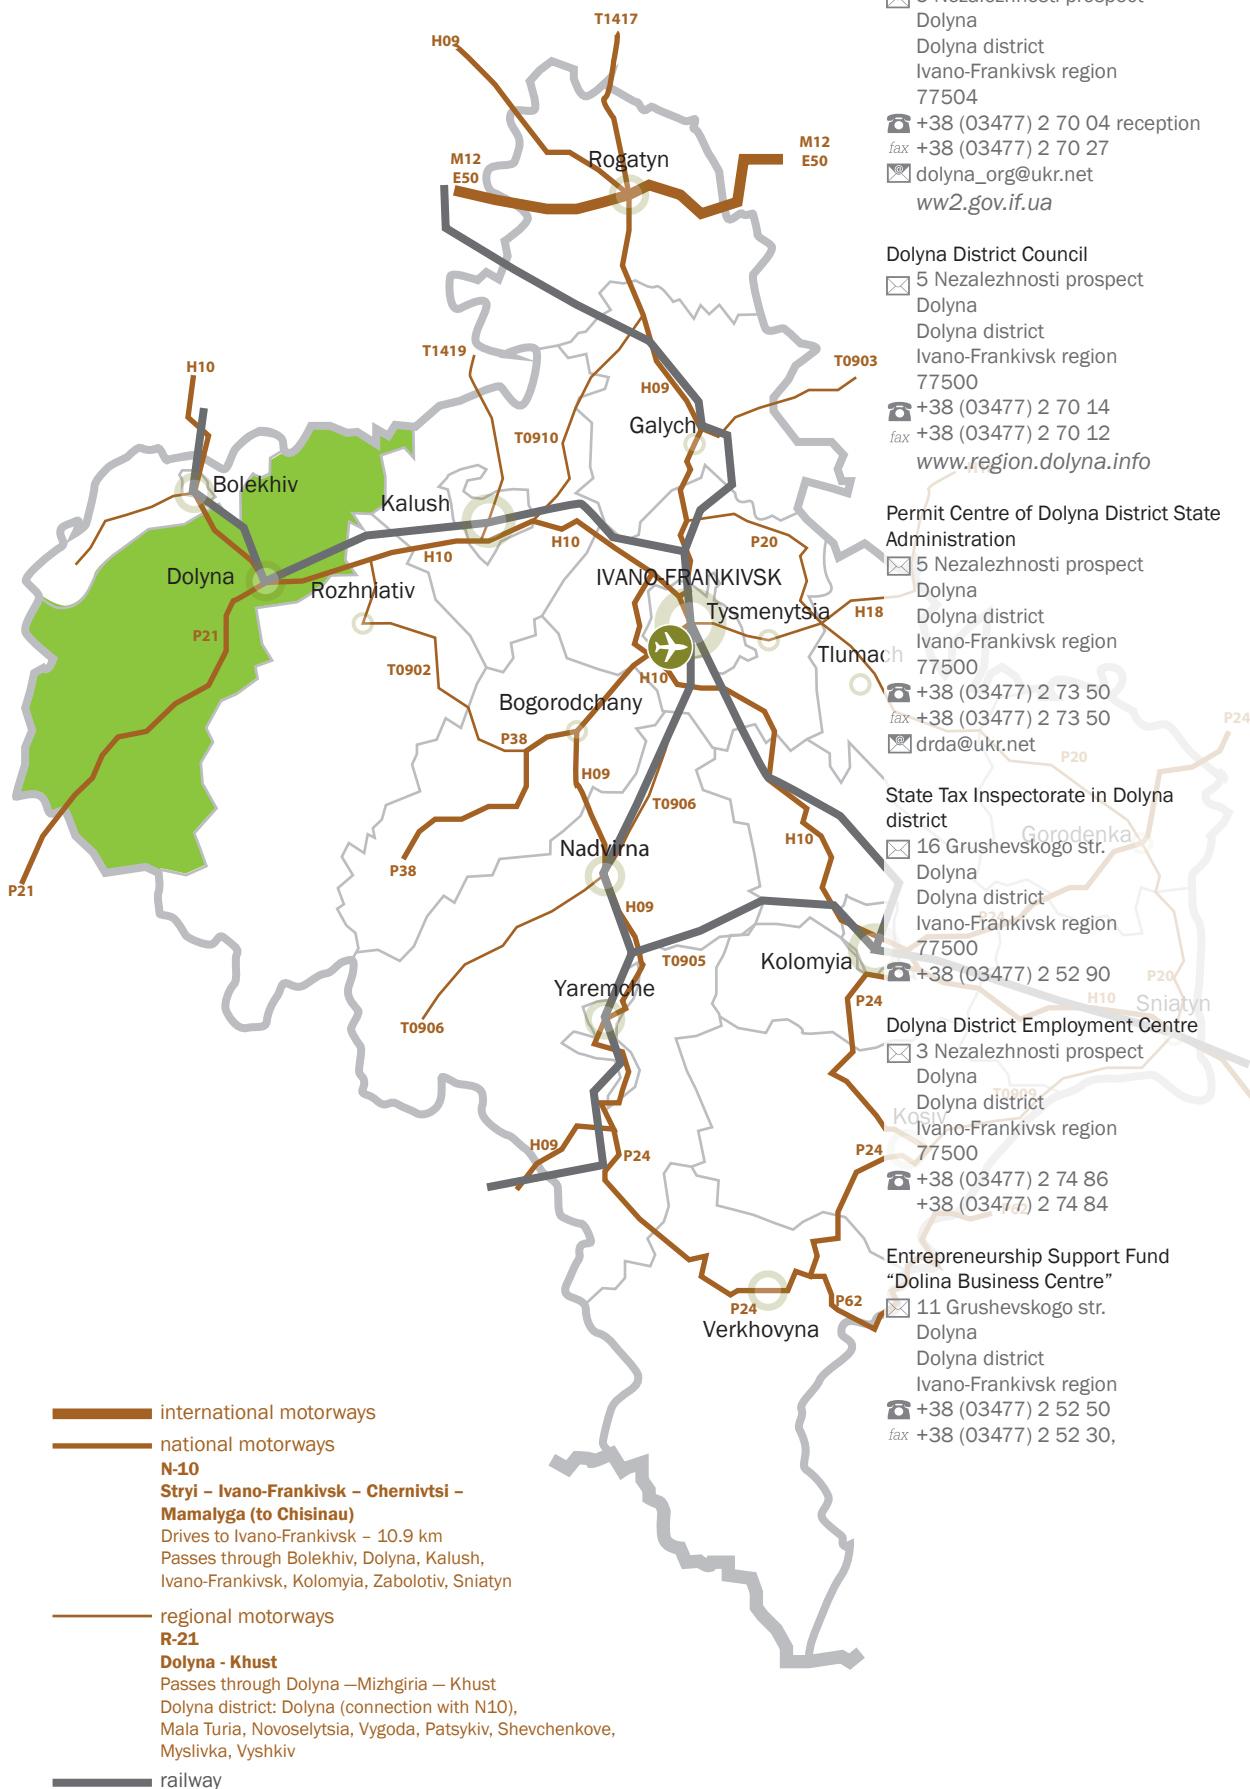 T1417
H09
M12
E50
Rogatyn
M12
E50
T1419
T0903
H10
H09
Galych
T0910
Bolekhiv
Kalush
H10
H10
P20
Dolyna
Rozhniativ
IVANO-FRANKIVSK
Tysmenytsia
H18
P21
T0902
Tlumach
H10
Bogorodchany
P38
H09
T0906
P24
P20
H10
Gorodenka
Nadvirna
P38
P21
H09
P24
T0905
Kolomyia
Yaremche
P24
P20
H10
Sniatyn
T0906
T0909
Kosiv
H09
P24
P24
P62
P24
P62
Verkhovyna
Dolyna
Dolyna district
Ivano-Frankivsk region
77504
+38 (03477) 2 70 04 reception
fax +38 (03477) 2 70 27
dolyna_org@ukr.net
ww2.gov.if.ua
Dolyna District Council
5 Nezalezhnosti prospect
Dolyna
Dolyna district
Ivano-Frankivsk region
77500
+38 (03477) 2 70 14
fax +38 (03477) 2 70 12
www.region.dolyna.info
Permit Centre of Dolyna District State
Administration
5 Nezalezhnosti prospect
Dolyna
Dolyna district
Ivano-Frankivsk region
77500
+38 (03477) 2 73 50
fax +38 (03477) 2 73 50
drda@ukr.net
State Tax Inspectorate in Dolyna
district
16 Grushevskogo str.
Dolyna
Dolyna district
Ivano-Frankivsk region
77500
+38 (03477) 2 52 90
Dolyna District Employment Centre
3 Nezalezhnosti prospect
Dolyna
Dolyna district
Ivano-Frankivsk region
77500
+38 (03477) 2 74 86
+38 (03477) 2 74 84
Entrepreneurship Support Fund
“Dolina Business Centre”
11 Grushevskogo str.
Dolyna
Dolyna district
Ivano-Frankivsk region
+38 (03477) 2 52 50
fax +38 (03477) 2 52 30,
international motorways
national motorways
N-10
Stryi – Ivano-Frankivsk – Chernivtsi –
Mamalyga (to Chisinau)
Drives to Ivano-Frankivsk – 10.9 km
Passes through Bolekhiv, Dolyna, Kalush,
Ivano-Frankivsk, Kolomyia, Zabolotiv, Sniatyn
regional motorways
R-21
Dolyna - Khust
Passes through Dolyna —Mizhgiria — Khust
Dolyna district: Dolyna (connection with N10),
Mala Turia, Novoselytsia, Vygoda, Patsykiv, Shevchenkove,
Myslivka, Vyshkiv
railway